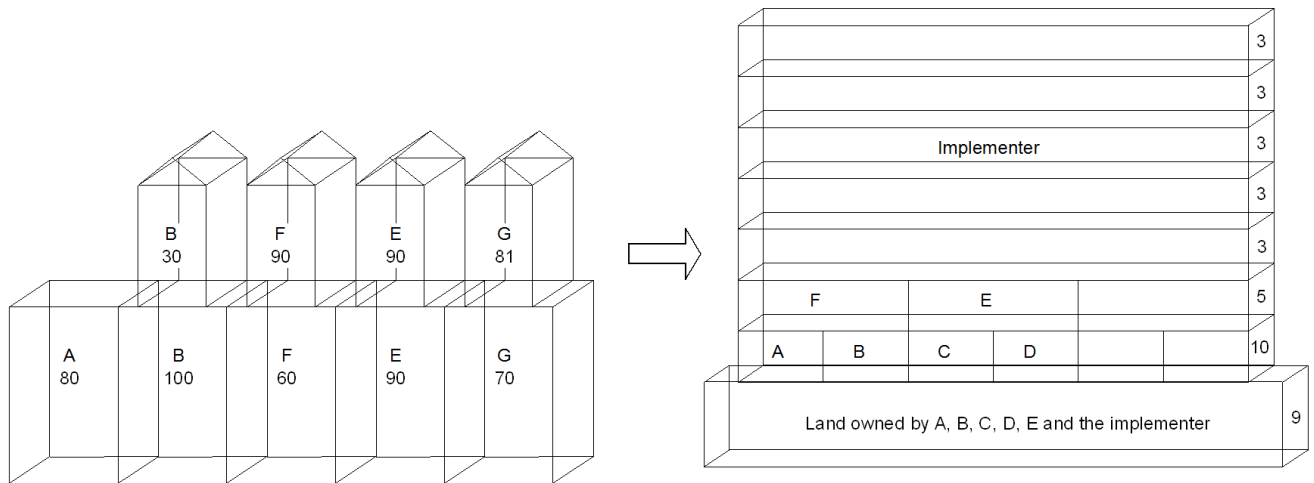 B
30
F
90
E
90
G
81
A
80
B
100
F
60
E
90
G
70
3
3
3
Implementer
3
3
F
E
5
A
B
C
D
10
Land owned by A, B, C, D, E and the implementer
9